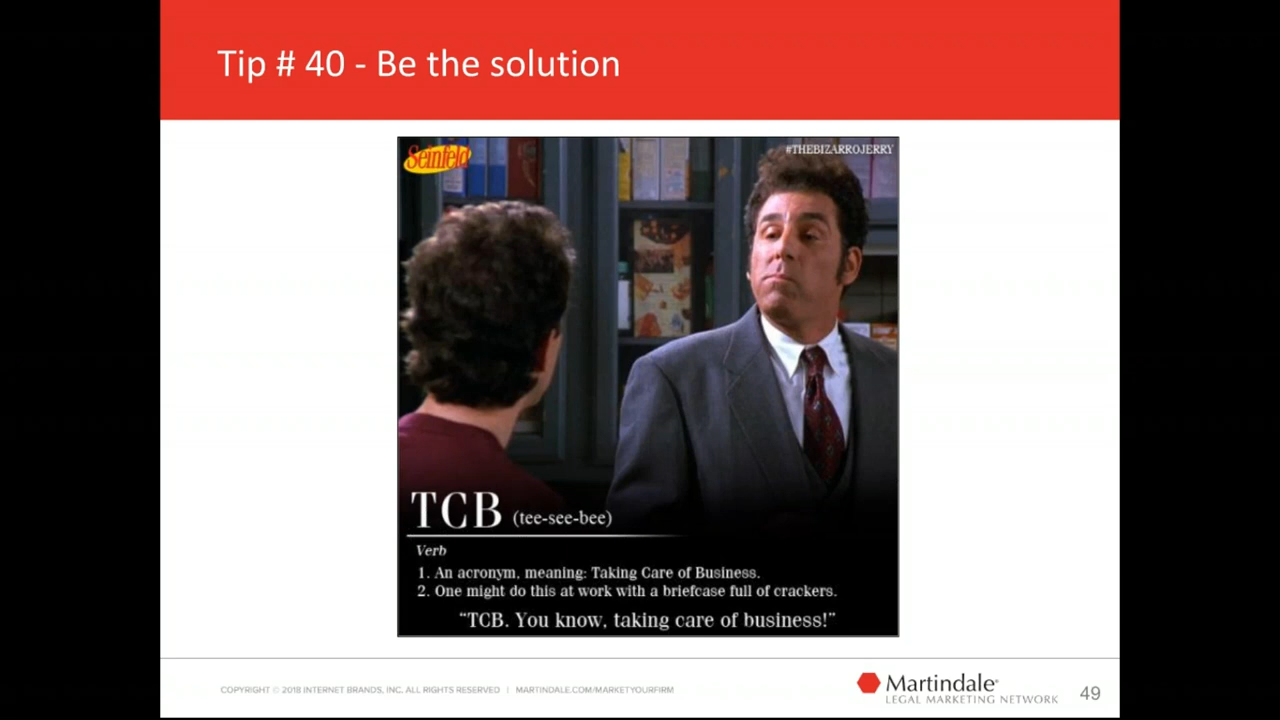 Tip # 40 - Be the solution
Seinfeld
#THEBIZARROJERRY
TCB (tee-see-bee)
Verb
1. An acronym, meaning: Taking Care of Business.
2. One might do this at work with a briefcase full of crackers.
“TCB. You know, taking care of business!”
COPYRIGHT © 2018 INTERNET BRANDS, INC. ALL RIGHTS RESERVED | MARTINDALE.COM/MARKETYOURFIRM
Martindale®
LEGAL MARKETING NETWORK
49